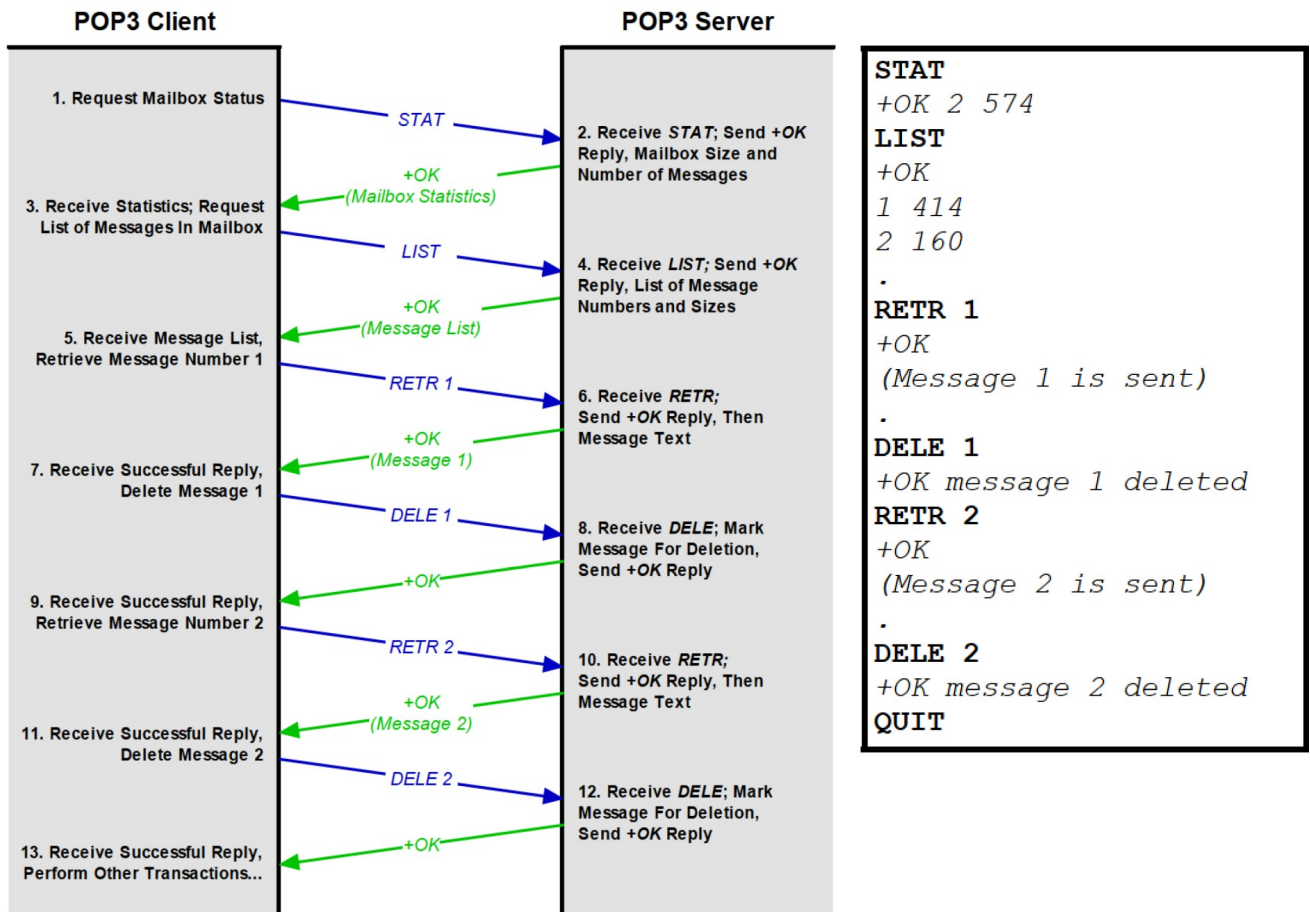 POP3 Client
POP3 Server
1. Request Mailbox Status
STAT
2. Receive STAT; Send +OK
Reply, Mailbox Size and
Number of Messages
+OK
(Mailbox Statistics)
3. Receive Statistics; Request
List of Messages In Mailbox
LIST
4. Receive LIST; Send +OK
Reply, List of Message
Numbers and Sizes
+OK
(Message List)
5. Receive Message List,
Retrieve Message Number 1
RETR 1
6. Receive RETR;
Send +OK Reply, Then
Message Text
+OK
(Message 1)
7. Receive Successful Reply,
Delete Message 1
DELE 1
8. Receive DELE; Mark
Message For Deletion,
Send +OK Reply
+OK
9. Receive Successful Reply,
Retrieve Message Number 2
RETR 2
10. Receive RETR;
Send +OK Reply, Then
Message Text
+OK
(Message 2)
11. Receive Successful Reply,
Delete Message 2
DELE 2
12. Receive DELE; Mark
Message For Deletion,
Send +OK Reply
+OK
13. Receive Successful Reply,
Perform Other Transactions...
STAT
+OK 2 574
LIST
+OK
1 414
2 160
.
RETR 1
+OK
(Message 1 is sent)
.
DELE 1
+OK message 1 deleted
RETR 2
+OK
(Message 2 is sent)
.
DELE 2
+OK message 2 deleted
QUIT